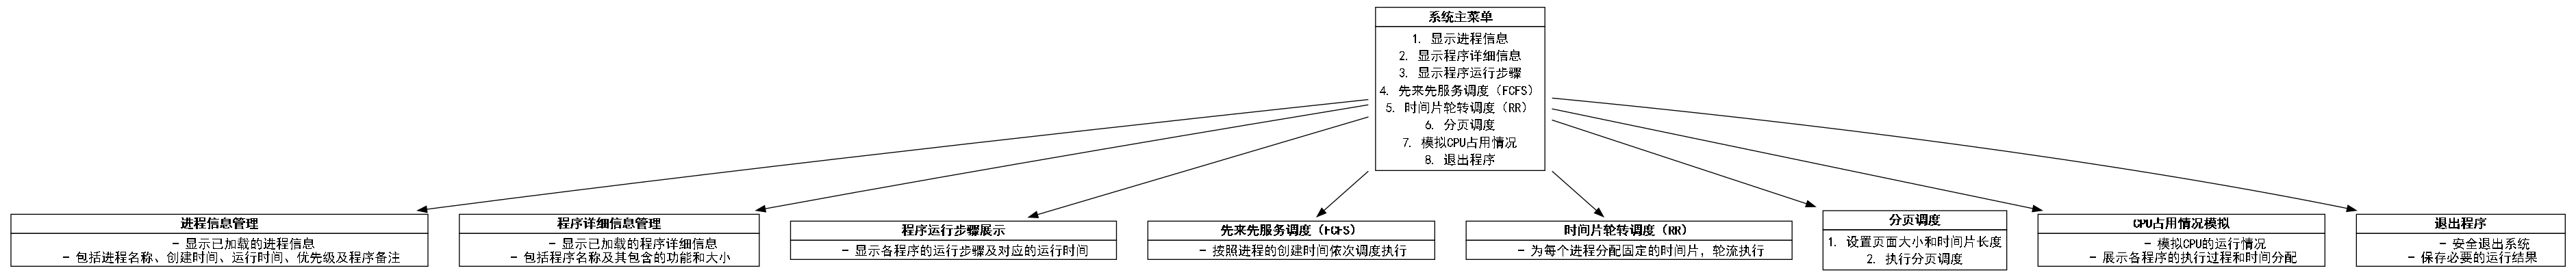 系统主菜单
1. 显示进程信息
2. 显示程序详细信息
3. 显示程序运行步骤
4. 先来先服务调度（FCFS）
5. 时间片轮转调度（RR）
6. 分页调度
7. 模拟CPU占用情况
8. 退出程序
进程信息管理
- 显示已加载的进程信息
- 包括进程名称、创建时间、运行时间、优先级及程序备注
程序详细信息管理
- 显示已加载的程序详细信息
- 包括程序名称及其包含的功能和大小
程序运行步骤展示
- 显示各程序的运行步骤及对应的运行时间
先来先服务调度（FCFS）
- 按照进程的创建时间依次调度执行
时间片轮转调度（RR）
- 为每个进程分配固定的时间片，轮流执行
分页调度
1. 设置页面大小和时间片长度
2. 执行分页调度
CPU占用情况模拟
- 模拟CPU的运行情况
- 展示各程序的执行过程和时间分配
退出程序
- 安全退出系统
- 保存必要的运行结果